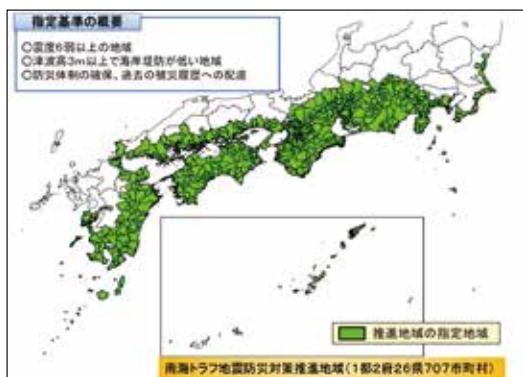 指定基準の概要
○震度6弱以上の地域
○津波高3m以上で海岸堤防が低い地域
○防災体制の確保、過去の被災履歴への配慮
推進地域の指定地域
南海トラフ地震防災対策推進地域(1都2府26県707市町村)